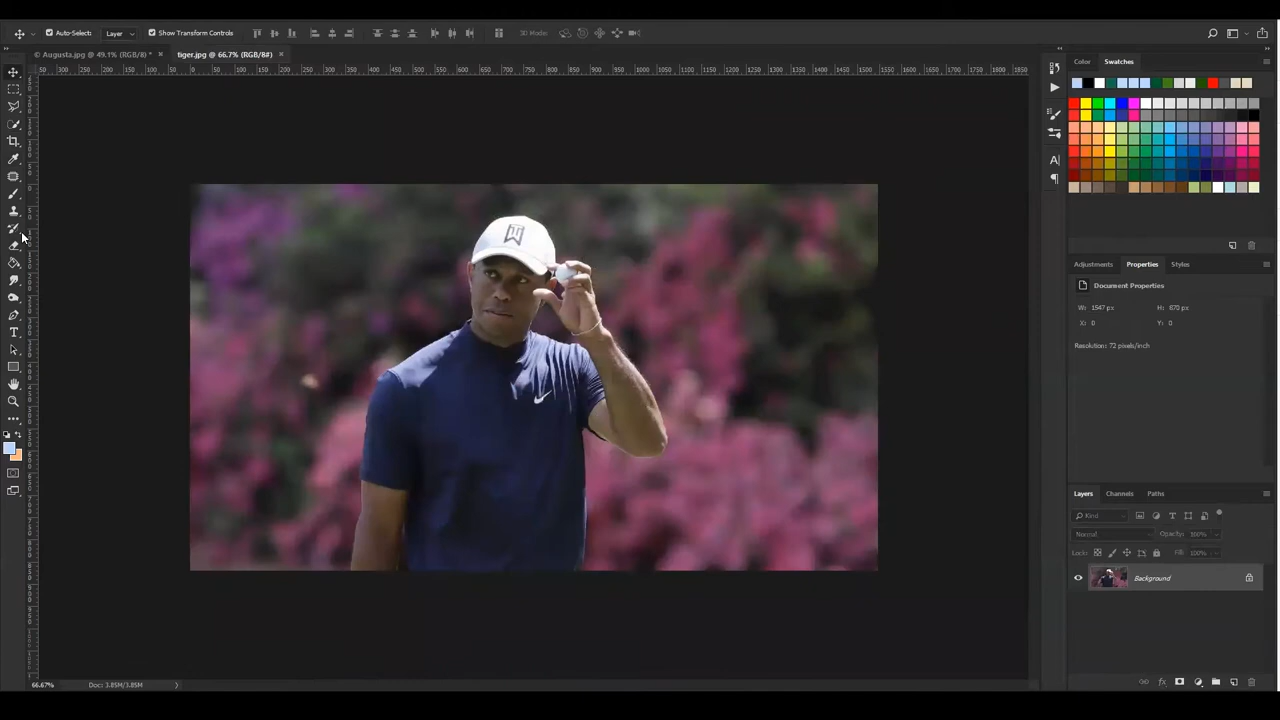 Auto-Select: Layer Show Transform Controls 3D Mode:
© Augusta.jpg @ 49.1% (RGB/8) * × tiger.jpg @ 66.7% (RGB/8#) ×
Color Swatches
Adjustments Properties Styles
Document Properties
W: 1547 px H: 870 px
X: 0 Y: 0
Resolution: 72 pixels/inch
TW
Layers Channels Paths
Kind
Normal Opacity: 100%
Lock: Fill: 100%
Background
66.67% Doc: 3.85M/3.85M